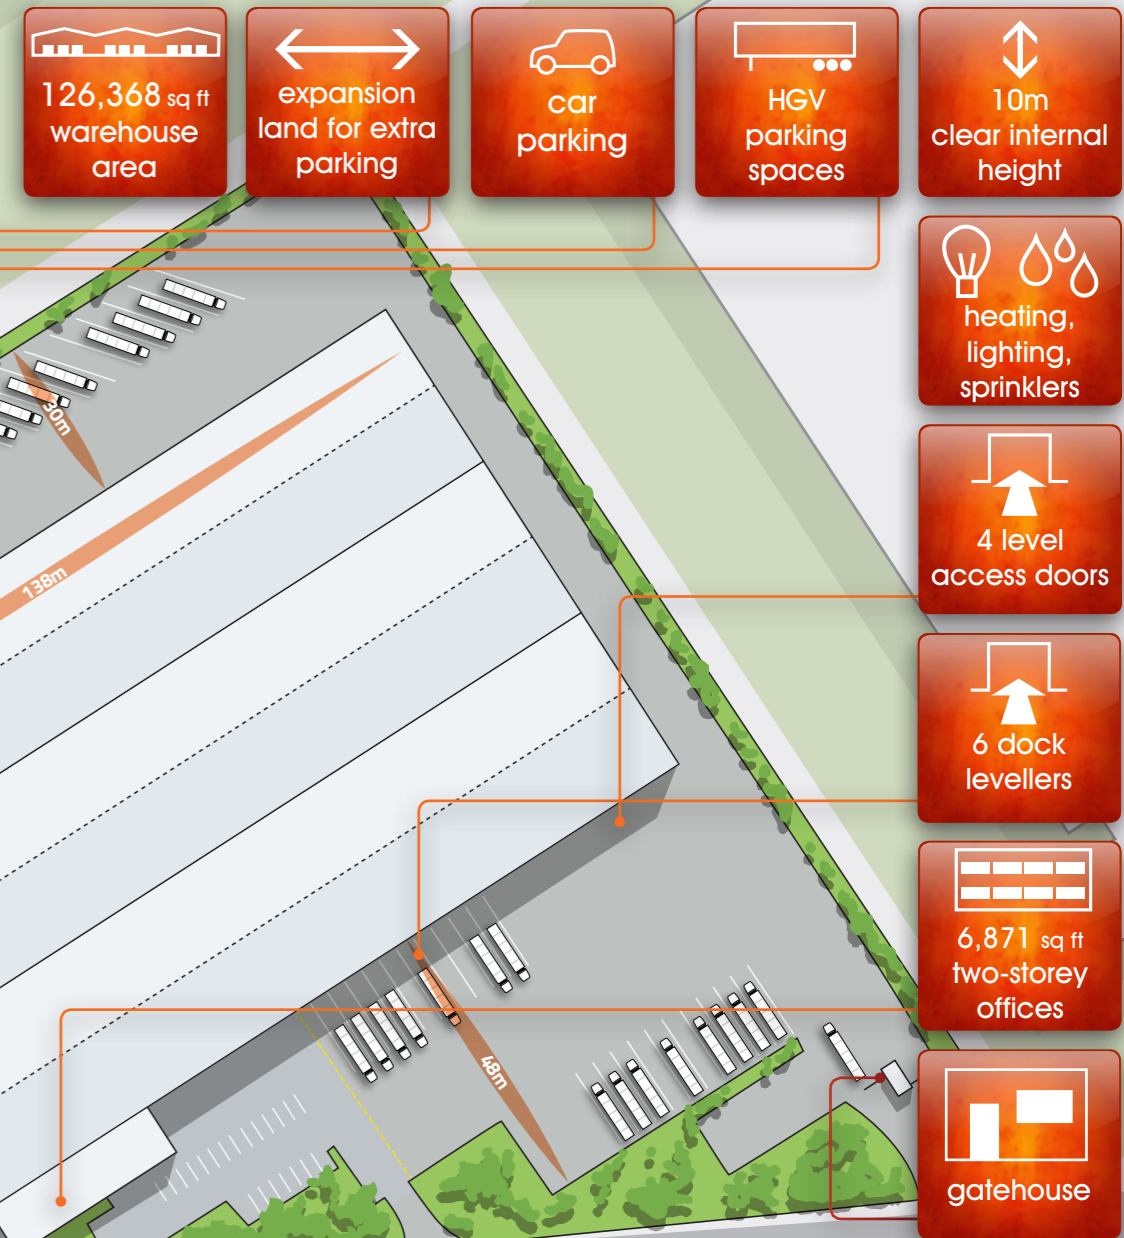 126,368 sq ft
warehouse
area
expansion
land for extra
parking
car
parking
HGV
parking
spaces
10m
clear internal
height
heating,
lighting,
sprinklers
4 level
access doors
6 dock
levellers
6,871 sq ft
two-storey
offices
gatehouse
30m
138m
48m